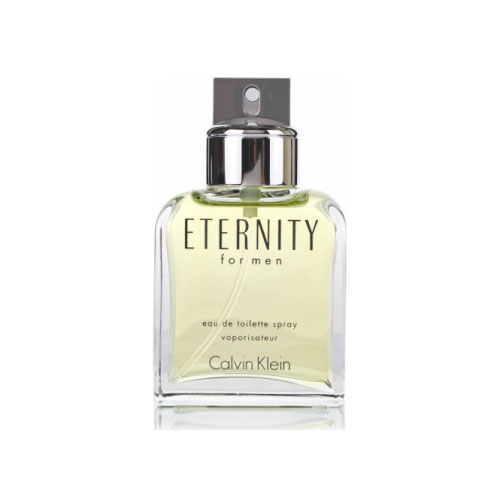 ETERNITY
for men
eau de toilette spray
vaporisateur
Calvin Klein